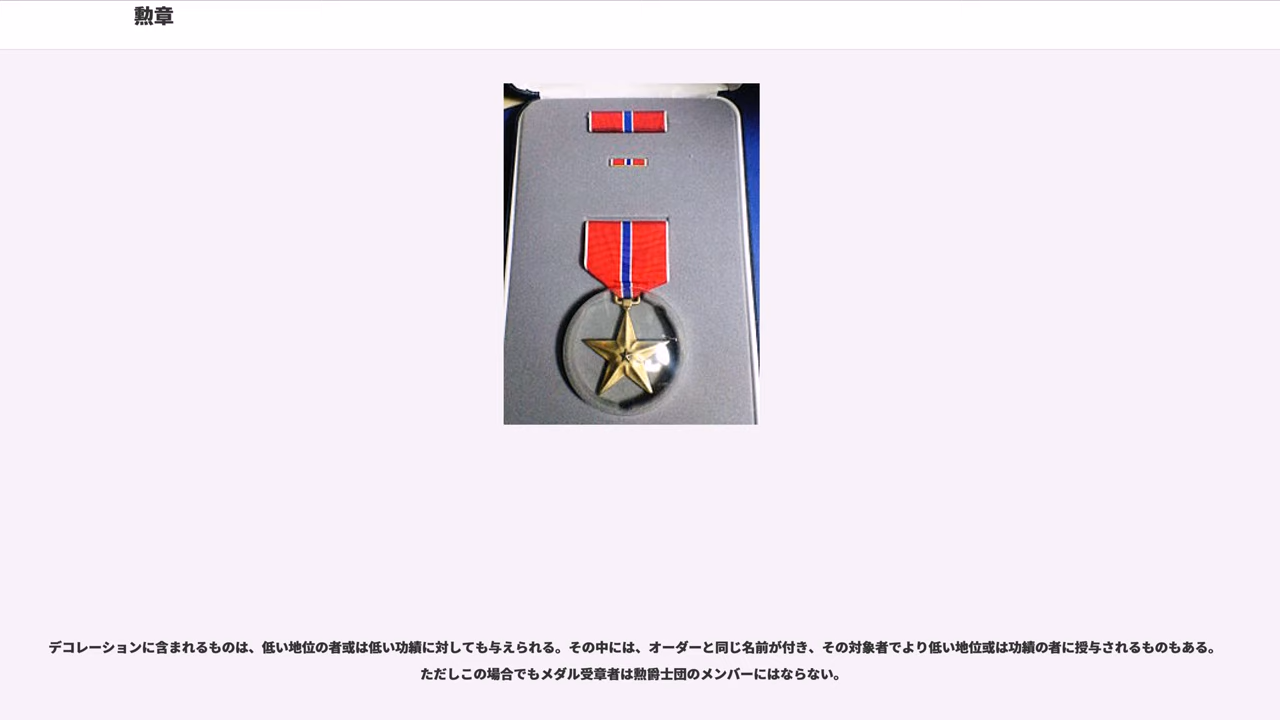 勲章
デコレーションに含まれるものは、低い地位の者或は低い功績に対しても与えられる。その中には、オーダーと同じ名前が付き、その対象者でより低い地位或は功績の者に授与されるものもある。
ただしこの場合でもメダル受章者は勲爵士団のメンバーにはならない。